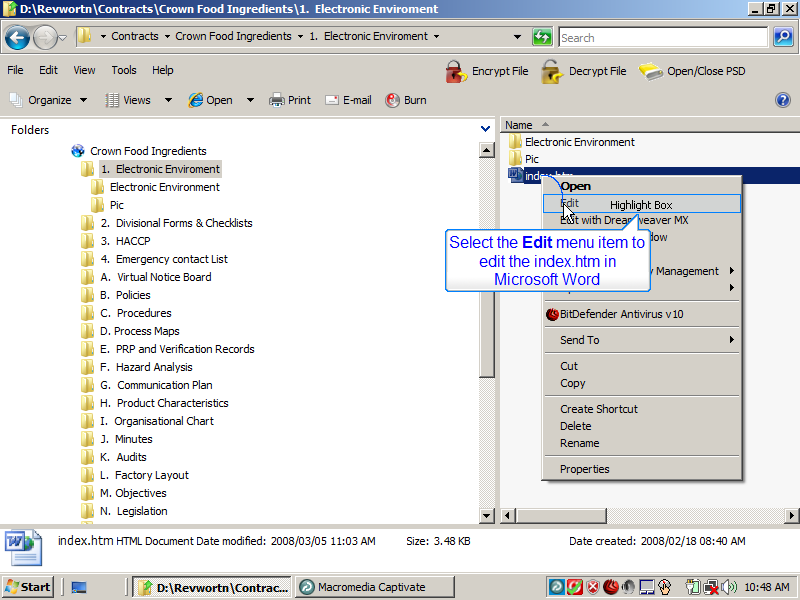 D:\Revwortn\Contracts\Crown Food Ingredients\1.  Electronic Enviroment
Contracts
Crown Food Ingredients
1.  Electronic Enviroment
Search
File
Edit
View
Tools
Help
Encrypt File
Decrypt File
Open/Close PSD
Organize
Views
Open
Print
E-mail
Burn
Folders
Crown Food Ingredients
1.  Electronic Enviroment
Electronic Environment
Pic
2.  Divisional Forms & Checklists
3.  HACCP
4.  Emergency contact List
A.  Virtual Notice Board
B.  Policies
C.  Procedures
D. Process Maps
E.  PRP and Verification Records
F.  Hazard Analysis
G.  Communication Plan
H.  Product Characteristics
I.  Organisational Chart
J.  Minutes
K.  Audits
L.  Factory Layout
M. Objectives
N.  Legislation
Name
Electronic Environment
Pic
index.htm
Open
Edit
Highlight Box
Edit with Dreamweaver MX
Select the Edit menu item to
edit the index.htm in
Microsoft Word
Management
BitDefender Antivirus v10
Send To
Cut
Copy
Create Shortcut
Delete
Rename
Properties
index.htm HTML Document Date modified: 2008/03/05 11:03 AM
Size: 3.48 KB
Date created: 2008/02/18 08:40 AM
Start
D:\Revwortn\Contrac...
Macromedia Captivate
10:48 AM